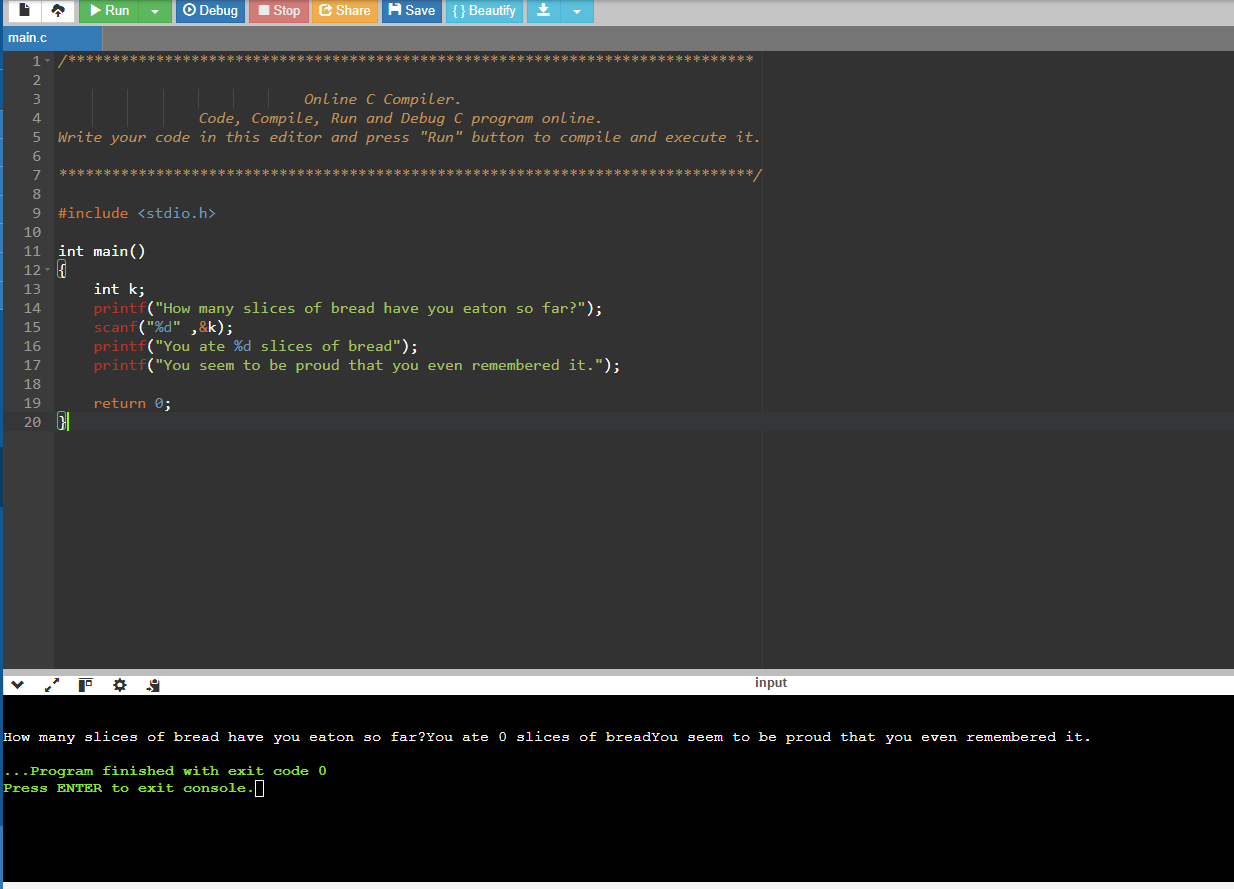 Run Debug Stop Share Save { } Beautify
main.c
1 /******************************************************************************
2
3 Online C Compiler.
4 Code, Compile, Run and Debug C program online.
5 Write your code in this editor and press "Run" button to compile and execute it.
6
7 *******************************************************************************/
8
9 #include <stdio.h>
10
11 int main()
12 {
13 int k;
14 printf("How many slices of bread have you eaton so far?");
15 scanf("%d" ,&k);
16 printf("You ate %d slices of bread");
17 printf("You seem to be proud that you even remembered it.");
18
19 return 0;
20 }
input
How many slices of bread have you eaton so far?You ate 0 slices of breadYou seem to be proud that you even remembered it.
...Program finished with exit code 0
Press ENTER to exit console.